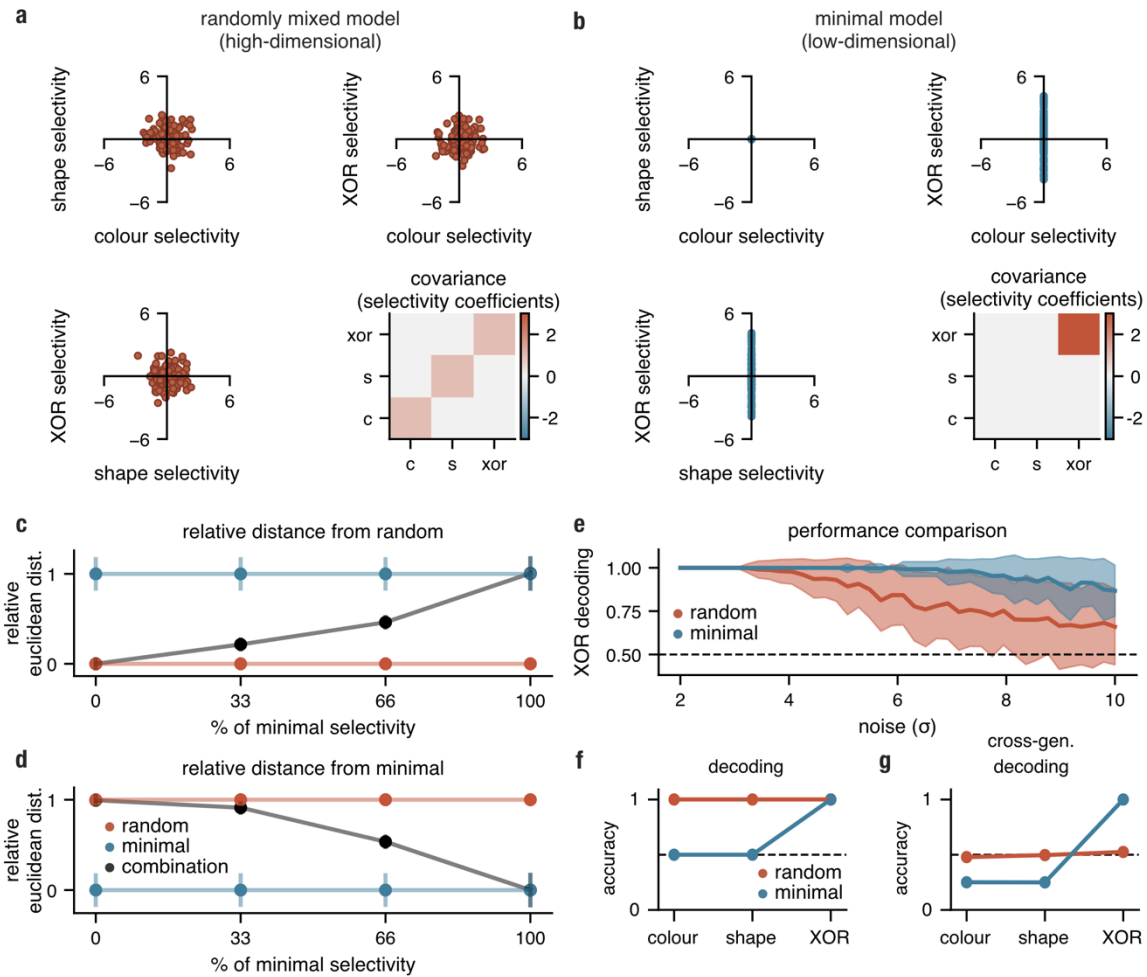 a
randomly mixed model
(high-dimensional)
shape selectivity
6
−6
6
−6
colour selectivity
XOR selectivity
6
−6
6
−6
colour selectivity
XOR selectivity
6
−6
6
−6
shape selectivity
covariance
(selectivity coefficients)
xor
s
c
c
s
xor
2
0
-2
b
minimal model
(low-dimensional)
shape selectivity
6
−6
6
−6
colour selectivity
XOR selectivity
6
−6
6
−6
colour selectivity
XOR selectivity
6
−6
6
−6
shape selectivity
covariance
(selectivity coefficients)
xor
s
c
c
s
xor
2
0
-2
c
relative distance from random
relative
euclidean dist.
1
0
0
33
66
100
% of minimal selectivity
d
relative distance from minimal
relative
euclidean dist.
1
0
random
minimal
combination
0
33
66
100
% of minimal selectivity
e
performance comparison
XOR decoding
1.00
0.75
0.50
random
minimal
2
4
6
8
10
noise (σ)
f
decoding
accuracy
1
0
random
minimal
colour
shape
XOR
g
cross-gen.
decoding
accuracy
1
0
colour
shape
XOR